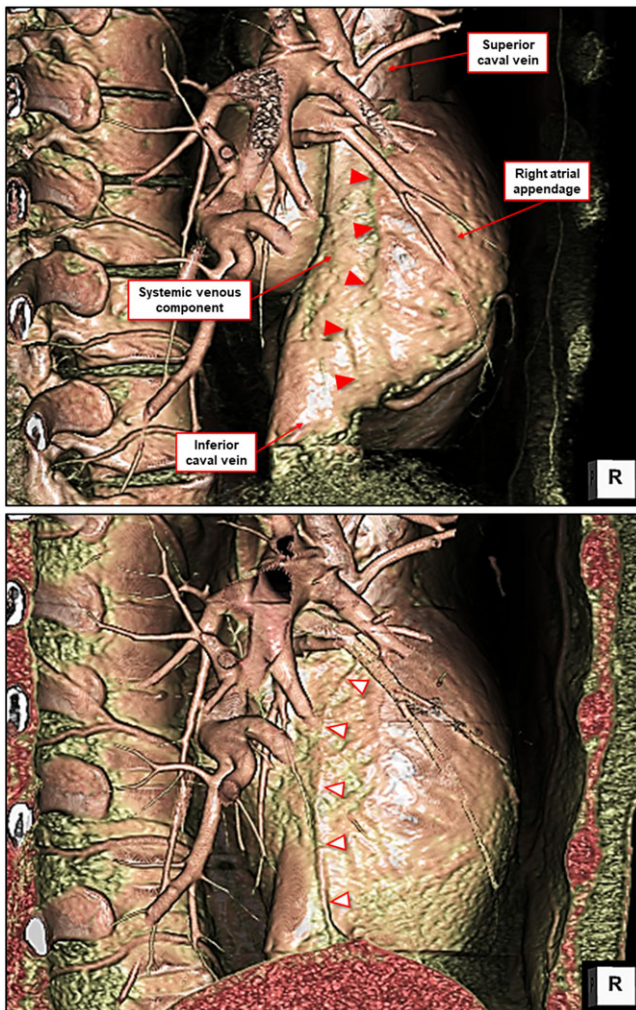 Superior
caval vein
Right atrial
appendage
Systemic venous
component
Inferior
caval vein
R
R